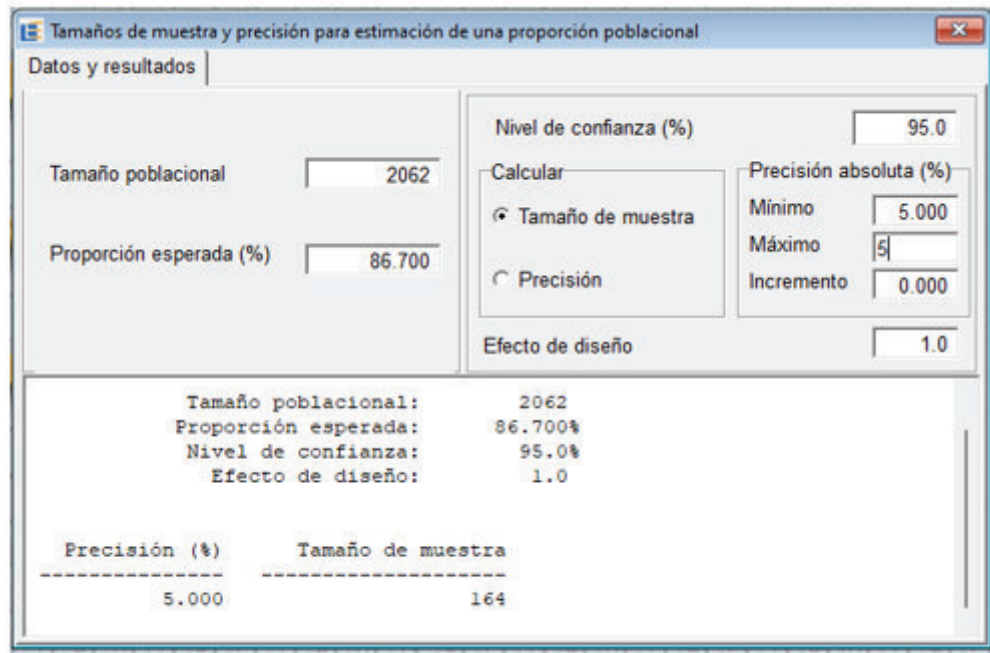 Tamaños de muestra y precisión para estimación de una proporción poblacional
Datos y resultados
Tamaño poblacional 2062
Proporción esperada (%) 86.700
Nivel de confianza (%) 95.0
Calcular
Tamaño de muestra
Precisión
Precisión absoluta (%)
Mínimo 5.000
Máximo 5
Incremento 0.000
Efecto de diseño 1.0
Tamaño poblacional: 2062
Proporción esperada: 86.700%
Nivel de confianza: 95.0%
Efecto de diseño: 1.0
Precisión (%) Tamaño de muestra
--------------- --------------------
5.000 164